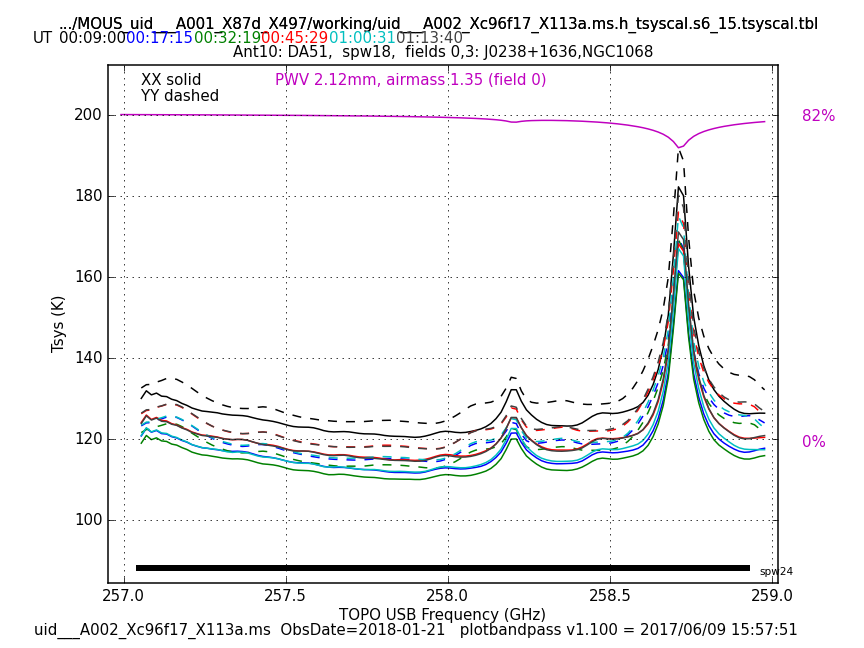 .../MOUS_uid___A001_X87d_X497/working/uid___A002_Xc96f17_X113a.ms.h_tsyscal.s6_15.tsyscal.tbl
UT 00:09:00 00:17:15 00:32:19 00:45:29 01:00:31 01:13:40
Ant10: DA51, spw18, fields 0,3: J0238+1636,NGC1068
XX solid
PWV 2.12mm, airmass 1.35 (field 0)
YY dashed
200
82%
180
160
Tsys (K)
140
120
0%
100
spw24
257.0 257.5 258.0 258.5 259.0
TOPO USB Frequency (GHz)
uid___A002_Xc96f17_X113a.ms ObsDate=2018-01-21 plotbandpass v1.100 = 2017/06/09 15:57:51